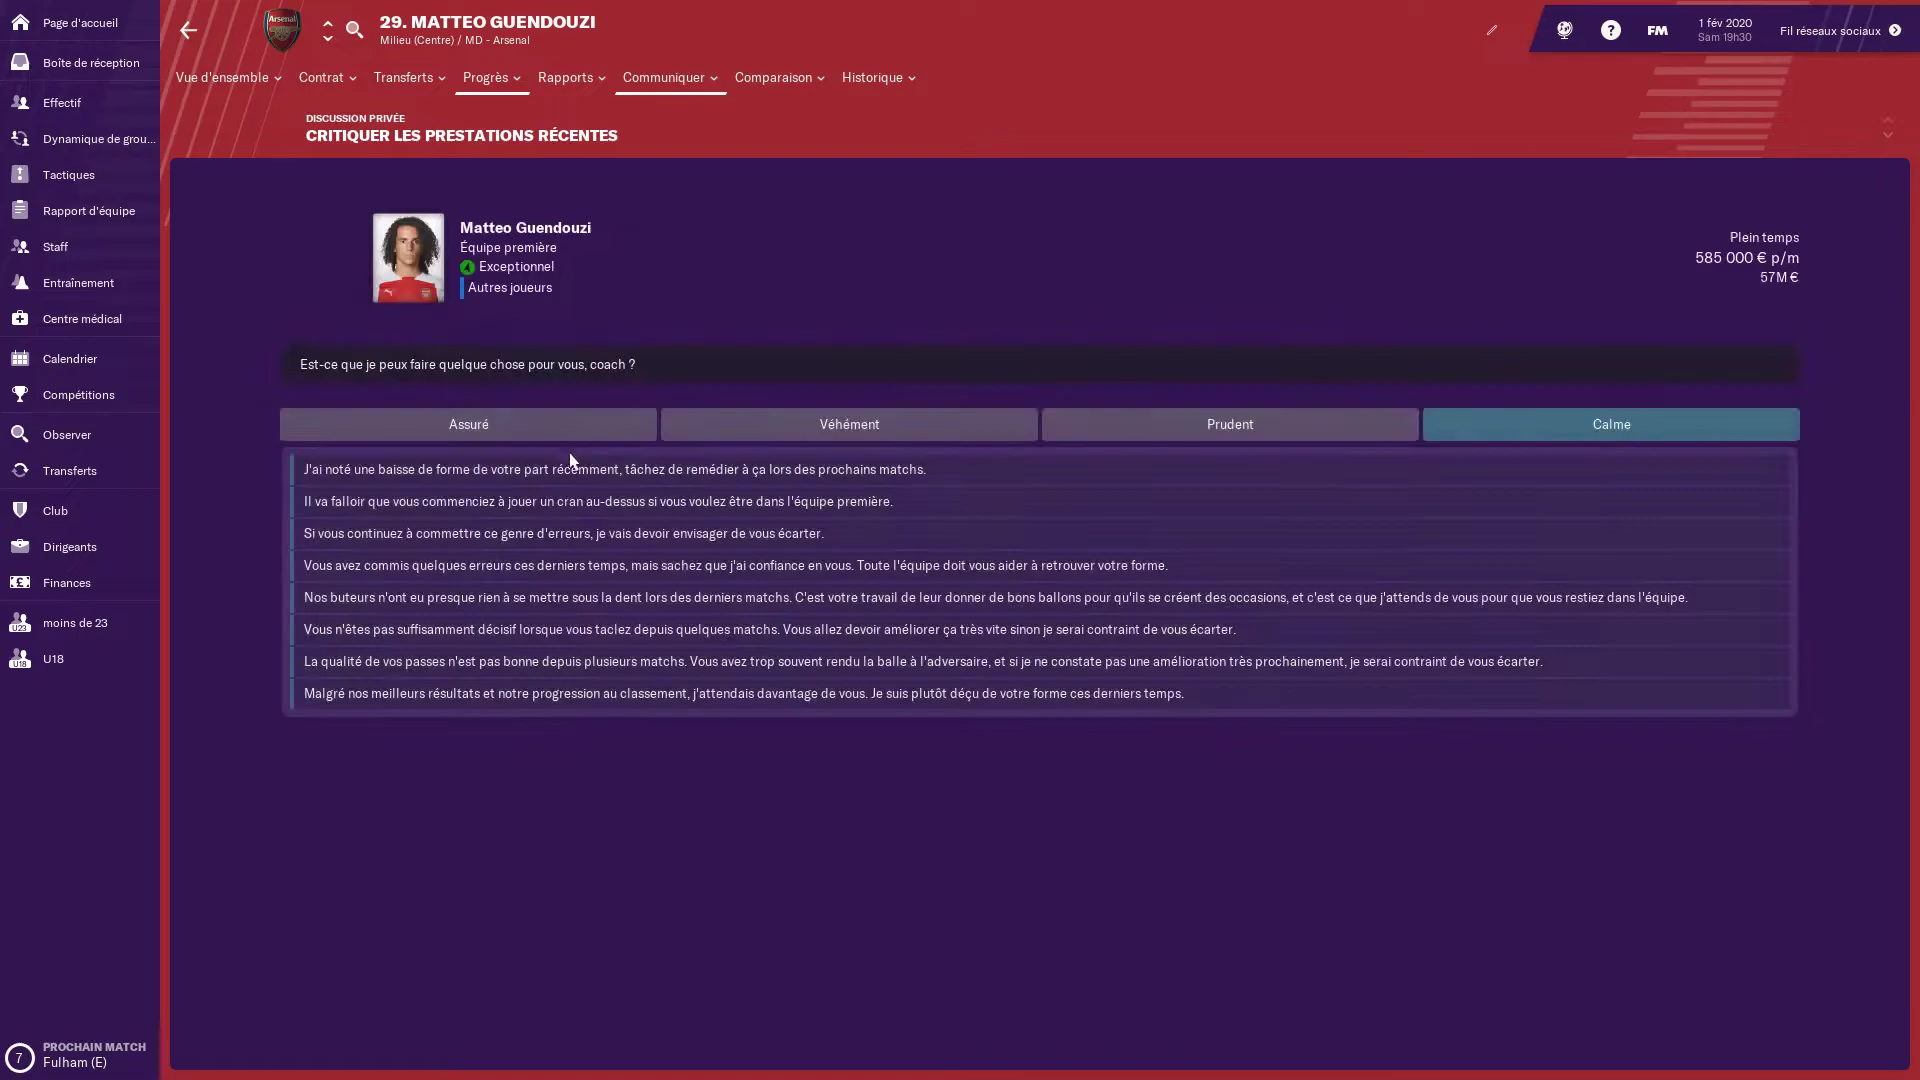 Page d'accueil
Boîte de réception
Effectif
Dynamique de grou...
Tactiques
Rapport d'équipe
Staff
Entraînement
Centre médical
Calendrier
Compétitions
Observer
Transferts
Club
Dirigeants
Finances
U23 moins de 23
U18 U18
7 PROCHAIN MATCH
Fulham (E)
Arsenal
29. MATTEO GUENDOUZI
Milieu (Centre) / MD - Arsenal
? FM
1 fév 2020
Sam 19h30
Fil réseaux sociaux
Vue d'ensemble Contrat Transferts Progrès Rapports Communiquer Comparaison Historique
DISCUSSION PRIVÉE
CRITIQUER LES PRESTATIONS RÉCENTES
Matteo Guendouzi
Équipe première
Exceptionnel
Autres joueurs
Plein temps
585 000 € p/m
57M €
Est-ce que je peux faire quelque chose pour vous, coach ?
Assuré Véhément Prudent Calme
J'ai noté une baisse de forme de votre part récemment, tâchez de remédier à ça lors des prochains matchs.
Il va falloir que vous commenciez à jouer un cran au-dessus si vous voulez être dans l'équipe première.
Si vous continuez à commettre ce genre d'erreurs, je vais devoir envisager de vous écarter.
Vous avez commis quelques erreurs ces derniers temps, mais sachez que j'ai confiance en vous. Toute l'équipe doit vous aider à retrouver votre forme.
Nos buteurs n'ont eu presque rien à se mettre sous la dent lors des derniers matchs. C'est votre travail de leur donner de bons ballons pour qu'ils se créent des occasions, et c'est ce que j'attends de vous pour que vous restiez dans l'équipe.
Vous n'êtes pas suffisamment décisif lorsque vous taclez depuis quelques matchs. Vous allez devoir améliorer ça très vite sinon je serai contraint de vous écarter.
La qualité de vos passes n'est pas bonne depuis plusieurs matchs. Vous avez trop souvent rendu la balle à l'adversaire, et si je ne constate pas une amélioration très prochainement, je serai contraint de vous écarter.
Malgré nos meilleurs résultats et notre progression au classement, j'attendais davantage de vous. Je suis plutôt déçu de votre forme ces derniers temps.